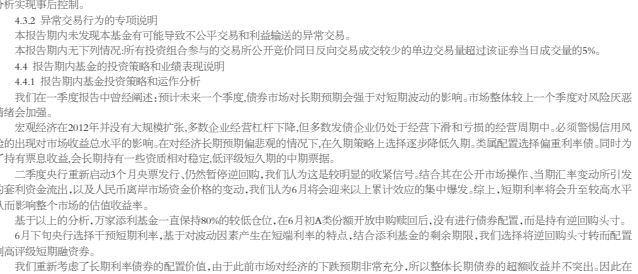 分析实现事后控制。
4.3.2 异常交易行为的专项说明
本报告期内未发现本基金有可能导致不公平交易和利益输送的异常交易。
本报告期内无下列情况:所有投资组合参与的交易所公开竞价同日反向交易成交较少的单边交易量超过该证券当日成交量的5%。
4.4 报告期内基金的投资策略和业绩表现说明
4.4.1 报告期内基金投资策略和运作分析
我们在一季度报告中曾经阐述:预计未来一个季度,债券市场对长期预期会强于对短期波动的影响。市场整体较上一个季度对风险厌恶
情绪会加强。
宏观经济在2012年并没有大规模扩张,多数企业经营杠杆下降,但多数发债企业仍处于经营下滑和亏损的经营周期中。必须警惕信用风
险的出现对市场收益总水平的影响。在对经济长期预期偏悲观的情况下,在久期策略上选择逐步降低久期。类属配置选择偏重利率债。同时为
了持有票息收益,会长期持有一些资质相对稳定,低评级短久期的中期票据。
二季度央行重新启动3个月央票发行、仍然暂停逆回购,我们认为这是较明显的收紧信号。结合其在公开市场操作、当期汇率变动所引发
的套利资金流出,以及人民币离岸市场资金价格的变动,我们认为6月将会迎来以上累计效应的集中爆发。综上,短期利率将会升至较高水平
从而影响整个市场的估值收益率。
基于以上的分析,万家添利基金一直保持80%的较低仓位,在6月初A类份额开放申购赎回后,没有进行债券配置,而是持有逆回购头寸。
6月下旬央行选择干预短期利率,基于对波动因素产生在短端利率的特点,结合添利基金的剩余期限,我们选择将逆回购头寸转而配置
到高评级短期融资券。
我们重新考虑了长期利率债券的配置价值,由于此前市场对经济的下跌预期非常充分,所以整体长期债券的超额收益并不突出。因此在